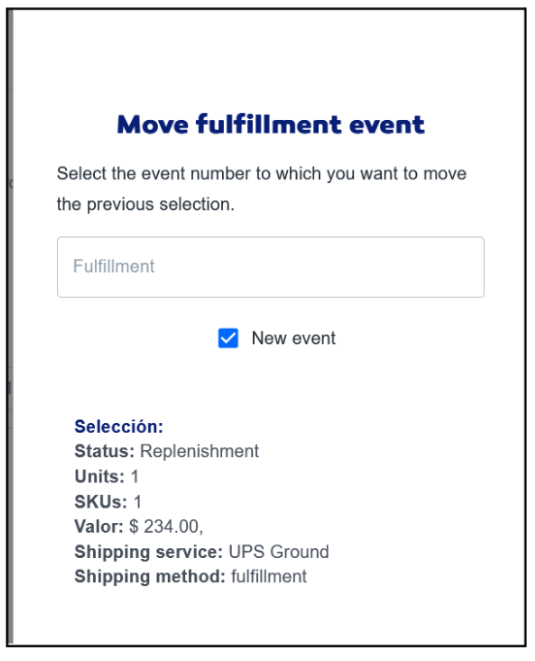 Move fulfillment event
Select the event number to which you want to move
the previous selection.
Fulfillment
New event
Selección:
Status: Replenishment
Units: 1
SKUs: 1
Valor: $ 234.00,
Shipping service: UPS Ground
Shipping method: fulfillment